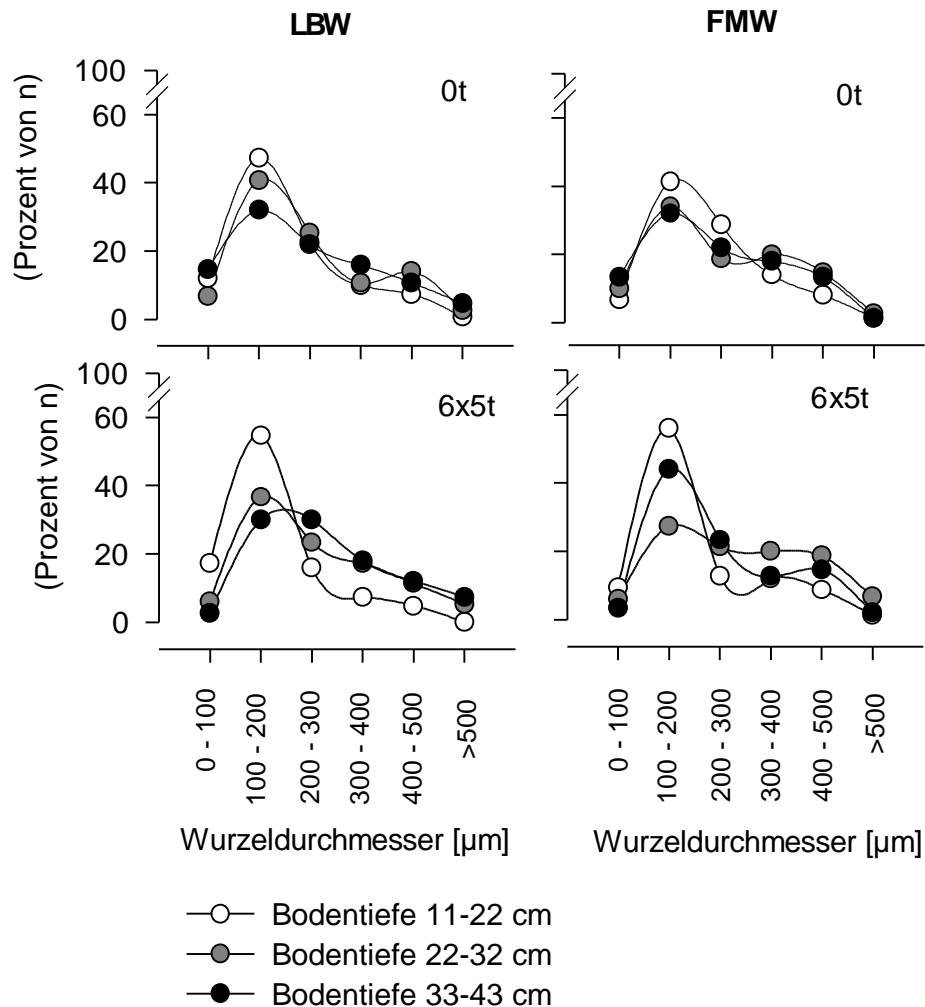 LBW
FMW
(Prozent von n)
100
60
40
20
0
0t
0t
(Prozent von n)
100
60
40
20
0
6x5t
6x5t
0 - 100
100 - 200
200 - 300
300 - 400
400 - 500
>500
0 - 100
100 - 200
200 - 300
300 - 400
400 - 500
>500
Wurzeldurchmesser [µm]
Wurzeldurchmesser [µm]
Bodentiefe 11-22 cm
Bodentiefe 22-32 cm
Bodentiefe 33-43 cm